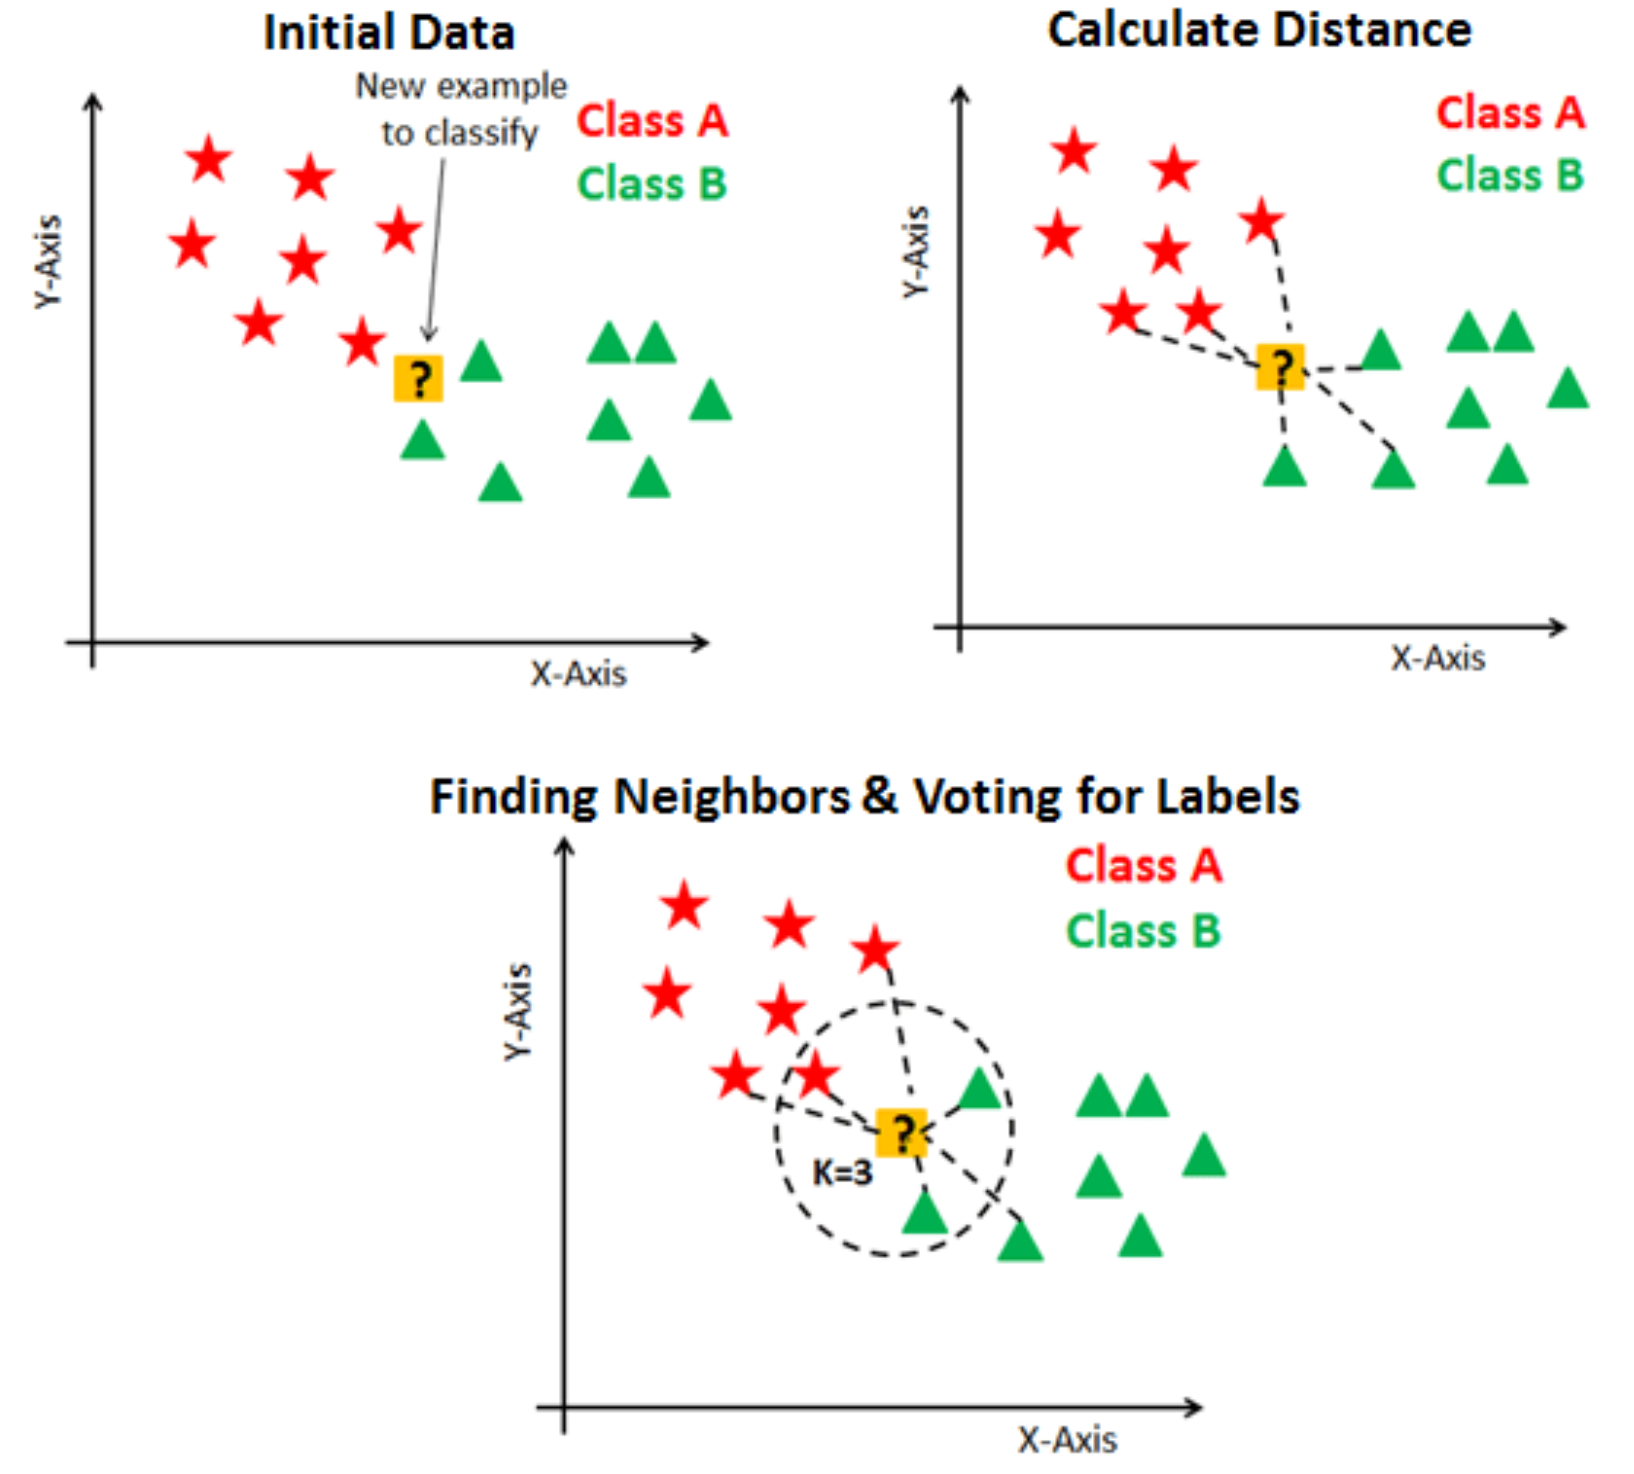 Initial Data
New example
to classify
Class A
Class B
Y-Axis
?
X-Axis
Calculate Distance
Class A
Class B
Y-Axis
?
X-Axis
Finding Neighbors & Voting for Labels
Class A
Class B
Y-Axis
?
K=3
X-Axis